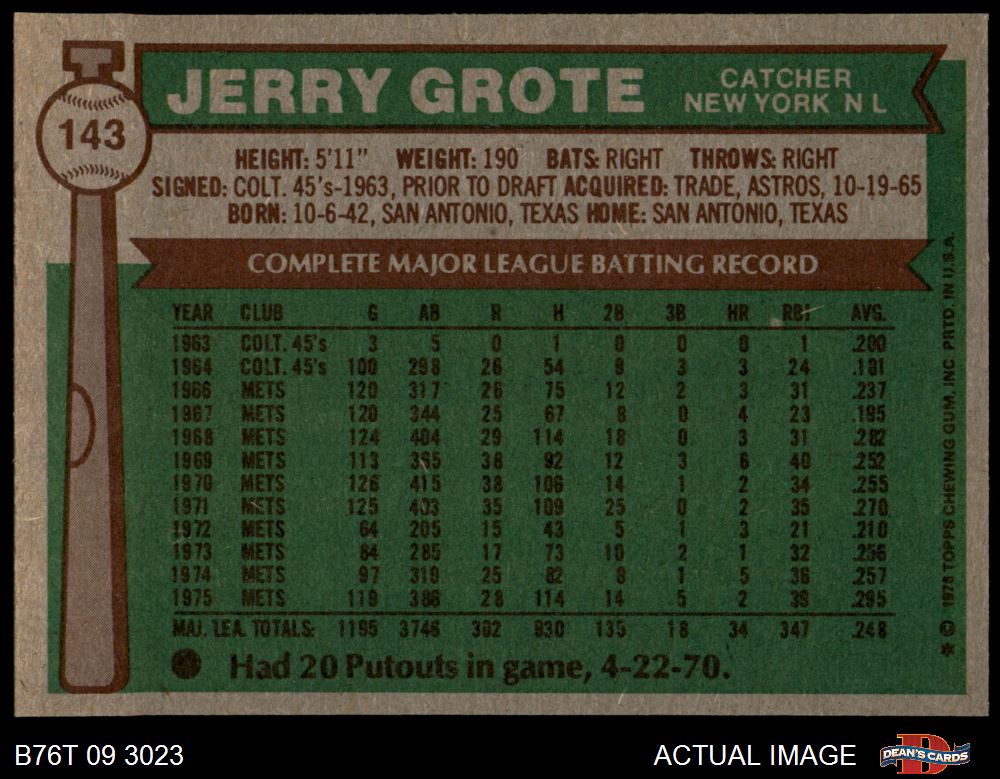 143
JERRY GROTE
CATCHER
NEW YORK N L
HEIGHT: 5'11" WEIGHT: 190 BATS: RIGHT THROWS: RIGHT
SIGNED: COLT. 45's-1963, PRIOR TO DRAFT ACQUIRED: TRADE, ASTROS, 10-19-65
BORN: 10-6-42, SAN ANTONIO, TEXAS HOME: SAN ANTONIO, TEXAS
COMPLETE MAJOR LEAGUE BATTING RECORD
YEAR CLUB G AB R H 2B 3B HR RBI AVG.
1963 COLT. 45's 3 5 0 1 0 0 0 1 .200
1964 COLT. 45's 100 298 26 54 9 3 3 24 .181
1966 METS 120 317 26 75 12 2 3 31 .237
1967 METS 120 344 25 67 8 0 4 23 .195
1968 METS 124 404 29 114 18 0 3 31 .282
1969 METS 113 365 38 92 12 3 6 40 .252
1970 METS 126 415 38 106 14 1 2 34 .255
1971 METS 125 403 35 109 25 0 2 35 .270
1972 METS 64 205 15 43 5 1 3 21 .210
1973 METS 84 285 17 73 10 2 1 32 .256
1974 METS 97 319 25 82 8 1 5 36 .257
1975 METS 119 386 28 114 14 5 2 39 .295
MAJ. LEA. TOTALS: 1195 3746 302 930 135 18 34 347 .248
Had 20 Putouts in game, 4-22-70.
* © 1976 TOPPS CHEWING GUM, INC PRTD. IN U.S.A.
B76T 09 3023
ACTUAL IMAGE
D
DEAN'S CARDS